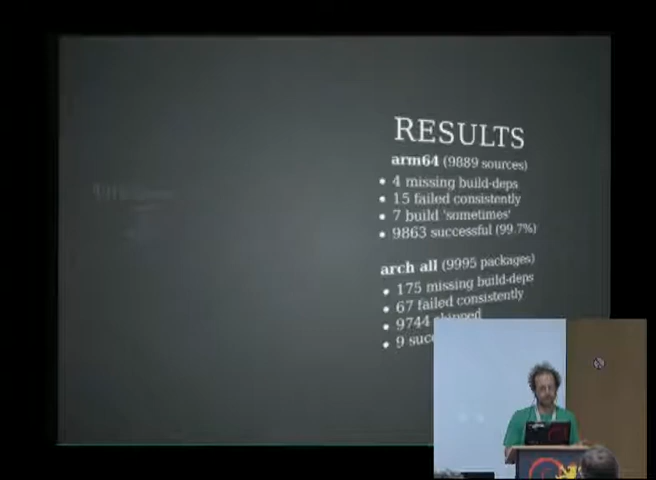 RESULTS
arm64 (9889 sources)
• 4 missing build-deps
• 15 failed consistently
• 7 build 'sometimes'
• 9863 successful (99.7%)
arch all (9995 packages)
• 175 missing build-deps
• 67 failed consistently
• 9744 skipped
• 9